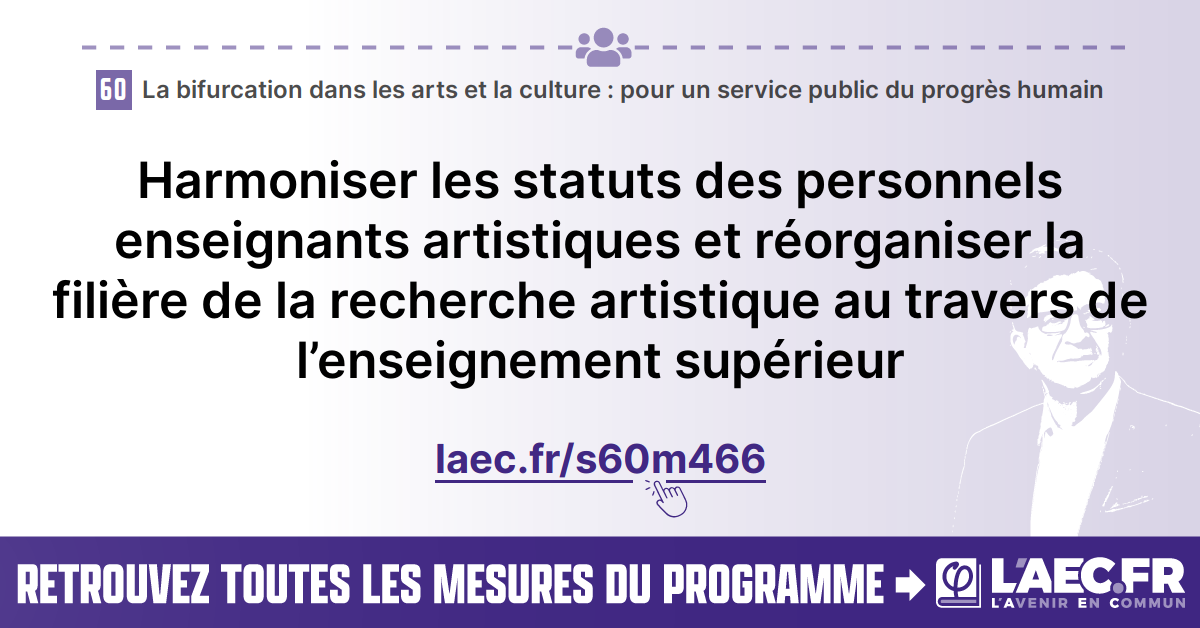 60 La bifurcation dans les arts et la culture : pour un service public du progrès humain
Harmoniser les statuts des personnels
enseignants artistiques et réorganiser la
filière de la recherche artistique au travers de
l’enseignement supérieur
laec.fr/s60m466
RETROUVEZ TOUTES LES MESURES DU PROGRAMME
φ L'AEC.FR
L'AVENIR EN COMMUN